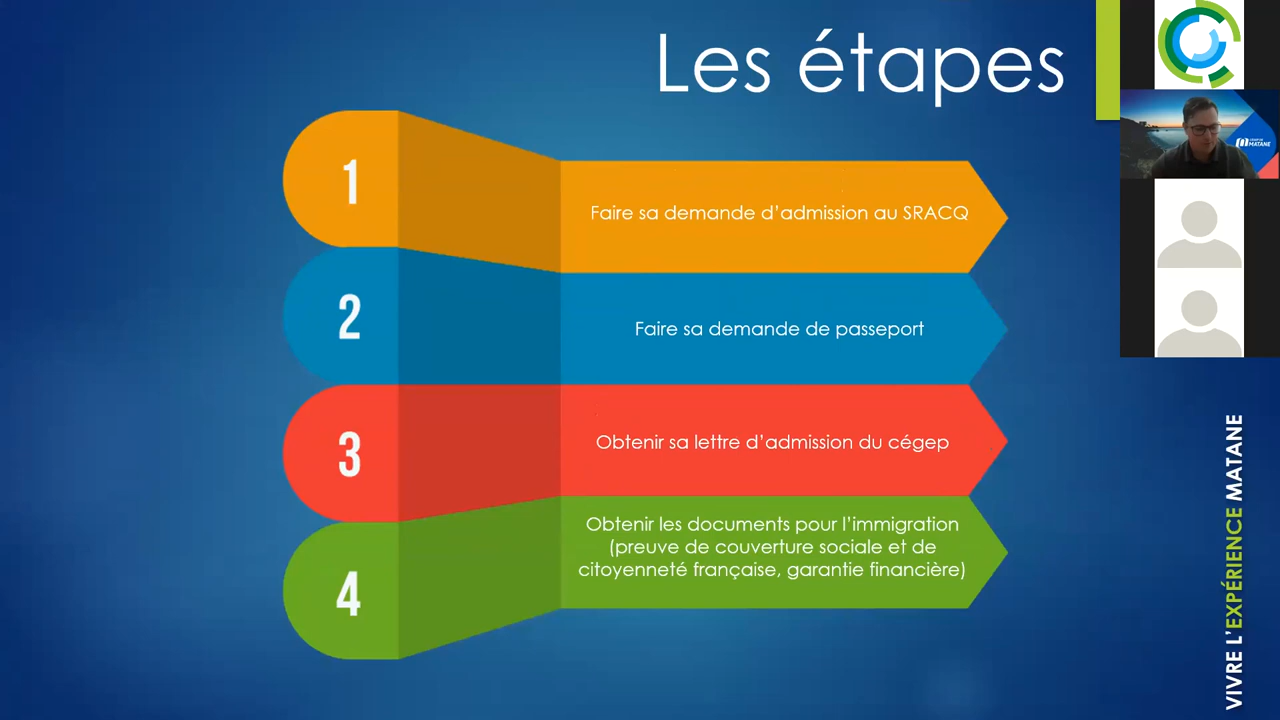 Les étapes
1
Faire sa demande d’admission au SRACQ
2
Faire sa demande de passeport
3
Obtenir sa lettre d’admission du cégep
4
Obtenir les documents pour l’immigration
(preuve de couverture sociale et de
citoyenneté française, garantie financière)
MATANE
VIVRE L’EXPÉRIENCE MATANE